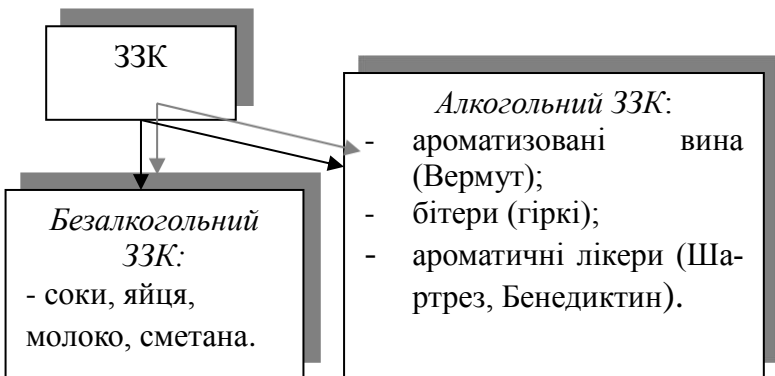 ЗЗК
Алкогольний ЗЗК:
- ароматизовані вина
(Вермут);
- бітери (гіркі);
- ароматичні лікери (Ша-
ртрез, Бенедиктин).
Безалкогольний
ЗЗК:
- соки, яйця,
молоко, сметана.